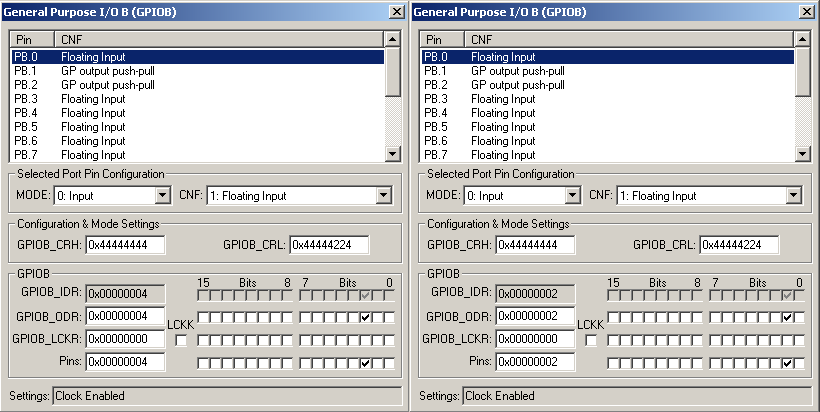 General Purpose I/O B (GPIOB)
Pin CNF
PB.0 Floating Input
PB.1 GP output push-pull
PB.2 GP output push-pull
PB.3 Floating Input
PB.4 Floating Input
PB.5 Floating Input
PB.6 Floating Input
PB.7 Floating Input
Selected Port Pin Configuration
MODE: 0: Input CNF: 1: Floating Input
Configuration & Mode Settings
GPIOB_CRH: 0x44444444 GPIOB_CRL: 0x44444224
GPIOB
15 Bits 8 7 Bits 0
GPIOB_IDR: 0x00000004
GPIOB_ODR: 0x00000004
LCKK
GPIOB_LCKR: 0x00000000
Pins: 0x00000004
Settings: Clock Enabled
General Purpose I/O B (GPIOB)
Pin CNF
PB.0 Floating Input
PB.1 GP output push-pull
PB.2 GP output push-pull
PB.3 Floating Input
PB.4 Floating Input
PB.5 Floating Input
PB.6 Floating Input
PB.7 Floating Input
Selected Port Pin Configuration
MODE: 0: Input CNF: 1: Floating Input
Configuration & Mode Settings
GPIOB_CRH: 0x44444444 GPIOB_CRL: 0x44444224
GPIOB
15 Bits 8 7 Bits 0
GPIOB_IDR: 0x00000002
GPIOB_ODR: 0x00000002
LCKK
GPIOB_LCKR: 0x00000000
Pins: 0x00000002
Settings: Clock Enabled